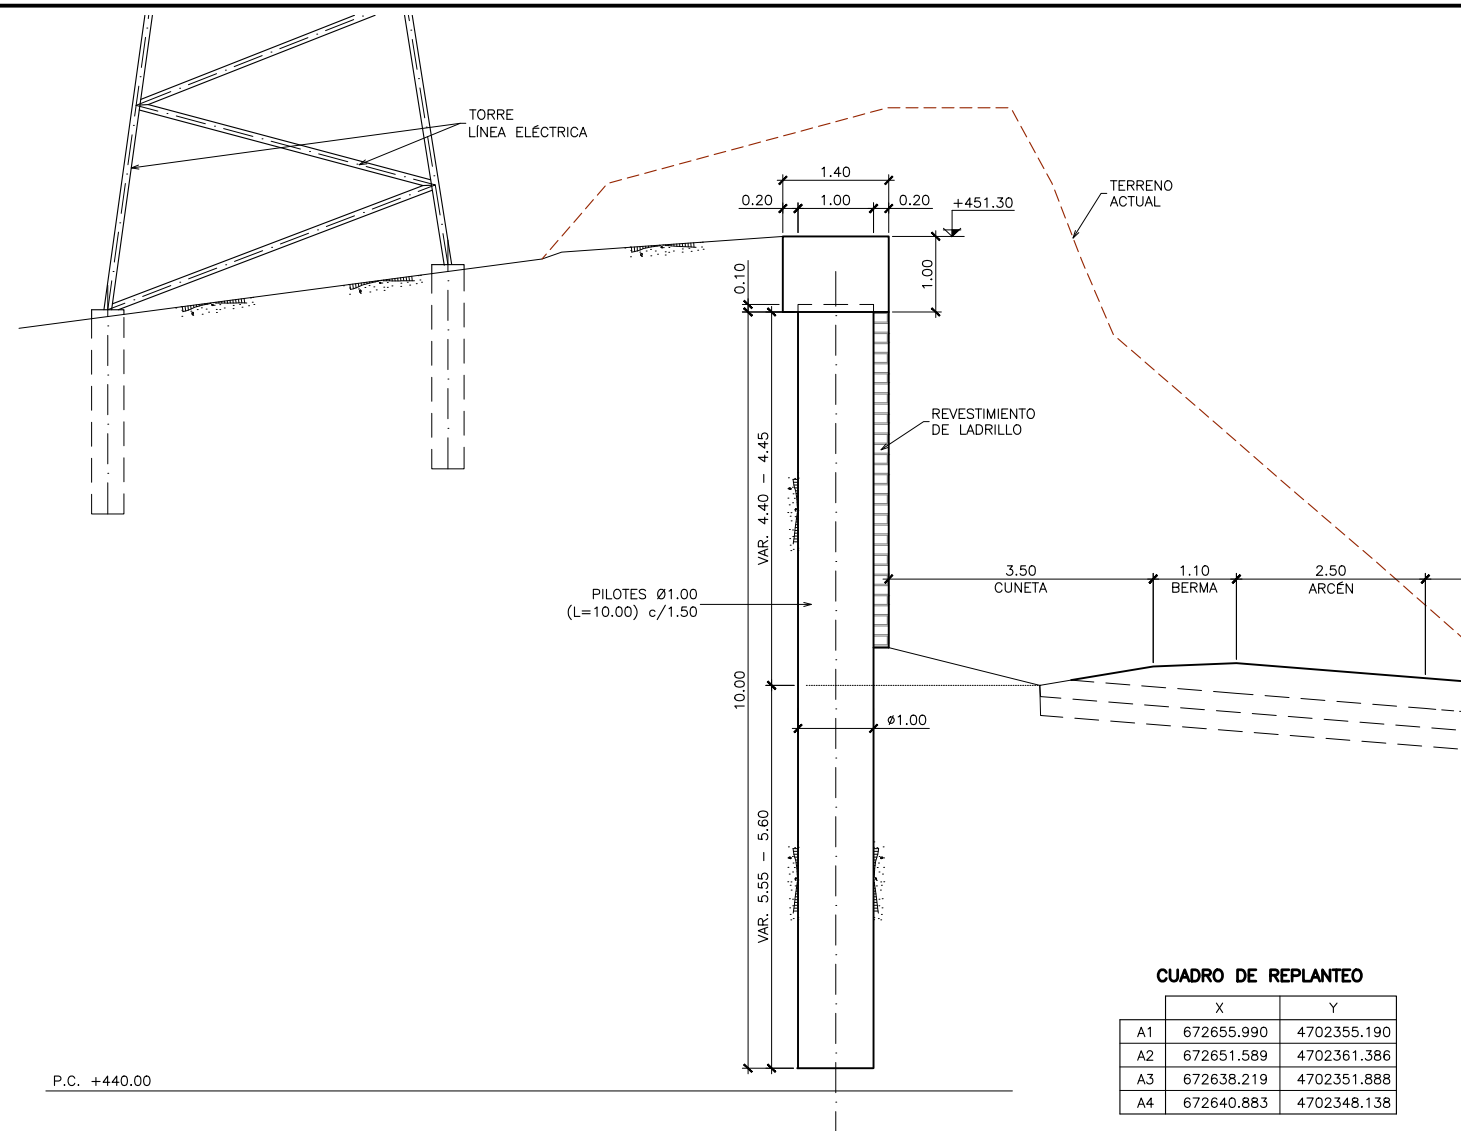 TORRE
LÍNEA ELÉCTRICA
1.40
0.20
1.00
0.20
+451.30
TERRENO
ACTUAL
0.10
1.00
REVESTIMIENTO
DE LADRILLO
VAR. 4.40 – 4.45
3.50
CUNETA
1.10
BERMA
2.50
ARCÉN
PILOTES Ø1.00
(L=10.00) c/1.50
10.00
Ø1.00
VAR. 5.55 – 5.60
CUADRO DE REPLANTEO
X Y
A1 672655.990 4702355.190
A2 672651.589 4702361.386
A3 672638.219 4702351.888
A4 672640.883 4702348.138
P.C. +440.00